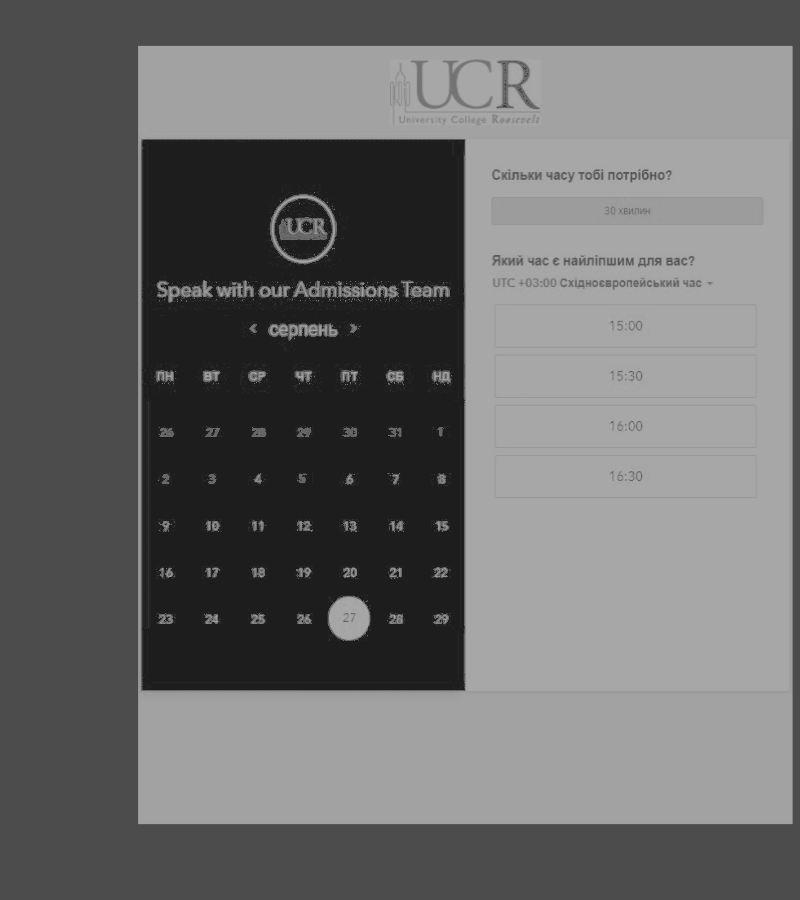 UCR
University College Roosevelt
UCR
Speak with our Admissions Team
< серпень >
ПН ВТ СР ЧТ ПТ СБ НД
26 27 28 29 30 31 1
2 3 4 5 6 7 8
9 10 11 12 13 14 15
16 17 18 19 20 21 22
23 24 25 26 27 28 29
Скільки часу тобі потрібно?
30 хвилин
Який час є найліпшим для вас?
UTC +03:00 Східноєвропейський час
15:00
15:30
16:00
16:30